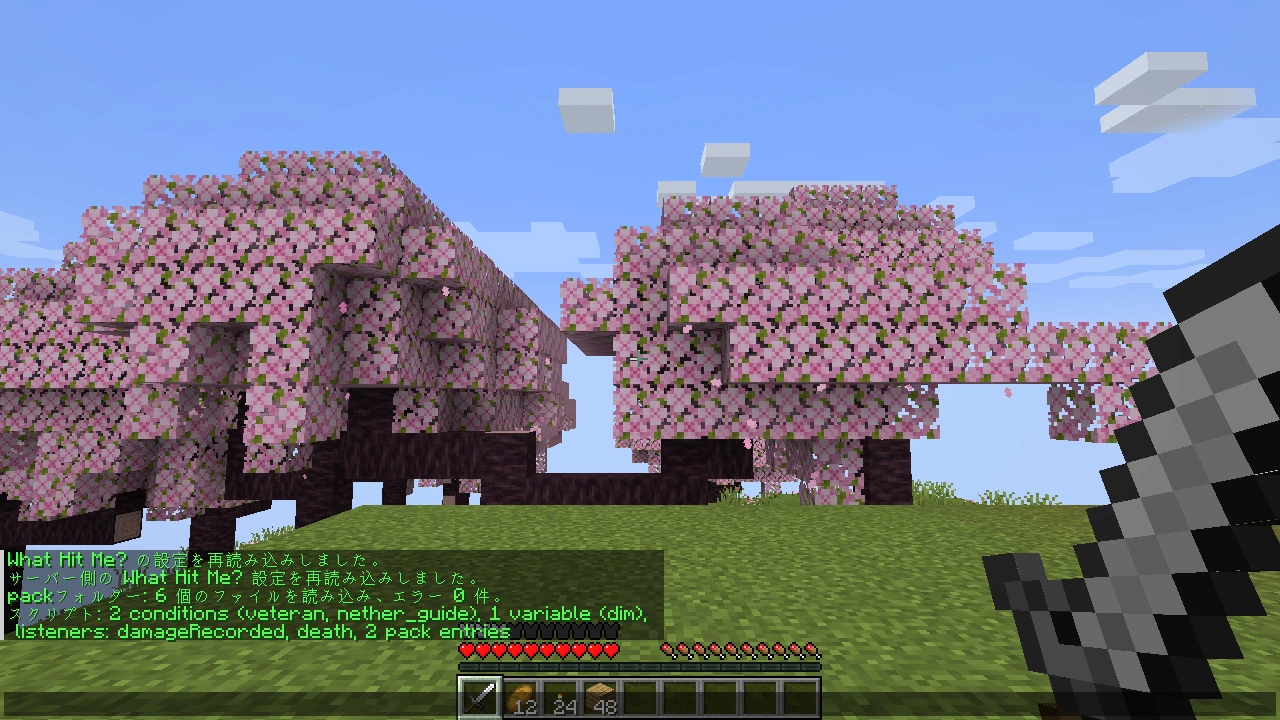 What Hit Me? の設定を再読み込みしました。
サーバー側の What Hit Me? 設定を再読み込みしました。
packフォルダー: 6 個のファイルを読み込み、エラー 0 件。
スクリプト: 2 conditions (veteran, nether_guide), 1 variable (dim),
listeners: damageRecorded, death, 2 pack entries
12 24 48